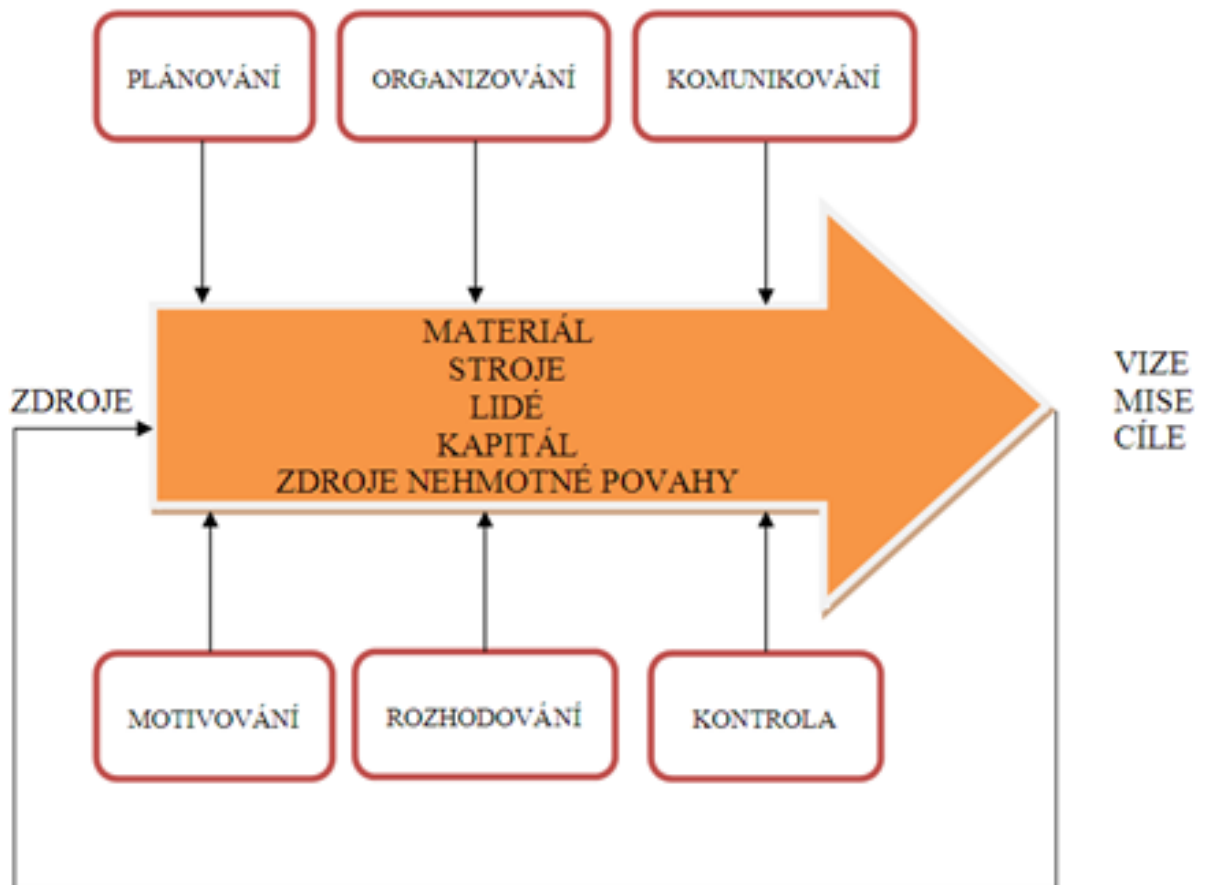 PLÁNOVÁNÍ
ORGANIZOVÁNÍ
KOMUNIKOVÁNÍ
MATERIÁL
STROJE
LIDÉ
KAPITÁL
ZDROJE NEHMOTNÉ POVAHY
ZDROJE
VIZE
MISE
CÍLE
MOTIVOVÁNÍ
ROZHODOVÁNÍ
KONTROLA